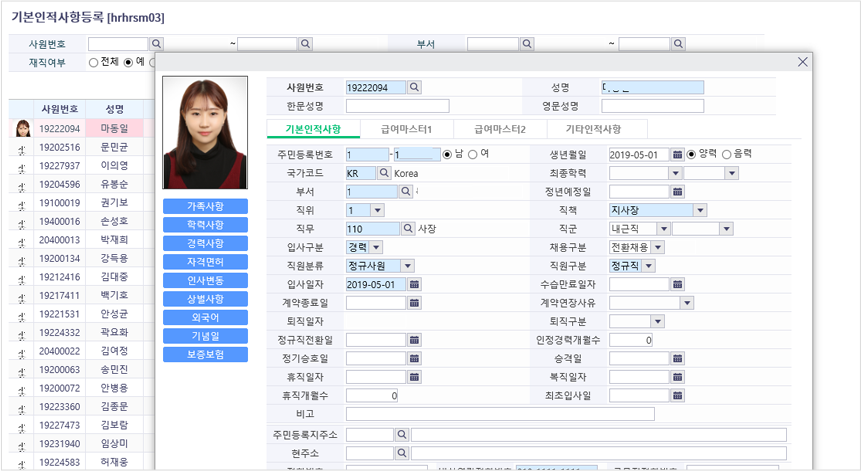 기본인적사항등록 [hrhrsm03]
사원번호 ~ 부서 ~
재직여부 전체 예
사원번호 성명
19222094 마동일
19202516 문민균
19227937 이의영
19204596 유봉순
19100019 권기보
19400016 손성호
20400013 박재희
19200134 강득용
19212416 김대중
19217411 백기호
19221531 안성균
19224332 곽요화
20400022 김여정
19200063 송민진
19200072 안병용
19223360 김종문
19227473 김보람
19231940 임상미
19224583 허재웅
가족사항
학력사항
경력사항
자격면허
인사변동
상벌사항
외국어
기념일
보증보험
사원번호 19222094 성명
한문성명 영문성명
기본인적사항 급여마스터1 급여마스터2 기타인적사항
주민등록번호 1 - 1 남 여 생년월일 2019-05-01 양력 음력
국가코드 KR Korea 최종학력
부서 1 정년예정일
직위 1 직책 지사장
직무 110 사장 직군 내근직
입사구분 경력 채용구분 전환채용
직원분류 정규사원 직원구분 정규직
입사일자 2019-05-01 수습만료일자
계약종료일 계약연장사유
퇴직일자 퇴직구분
정규직전환일 인정경력개월수 0
정기승호일 승격일
휴직일자 복직일자
휴직개월수 0 최초입사일
비고
주민등록지주소
현주소